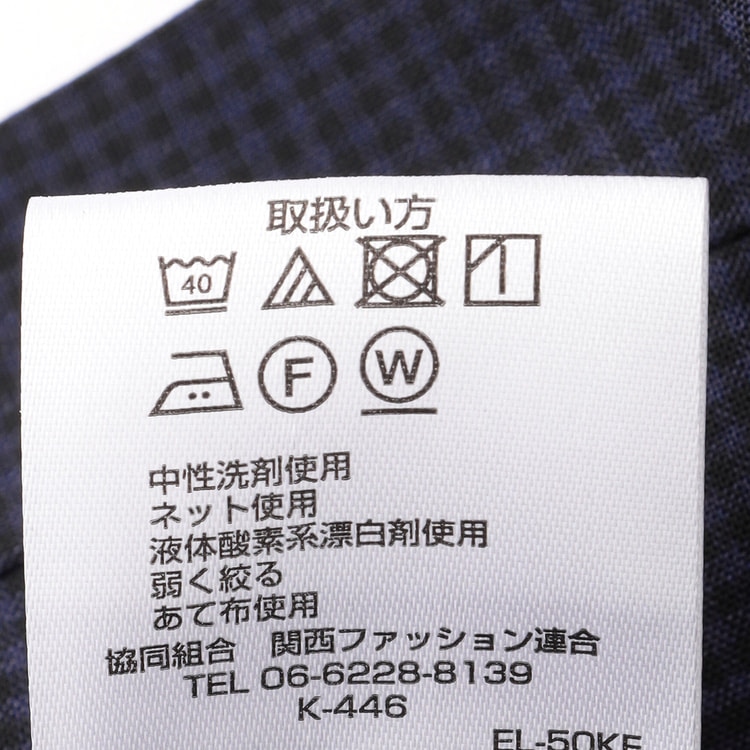 取扱い方
40
F W
中性洗剤使用
ネット使用
液体酸素系漂白剤使用
弱く絞る
あて布使用
協同組合 関西ファッション連合
TEL 06-6228-8139
K-446
EL-50KE